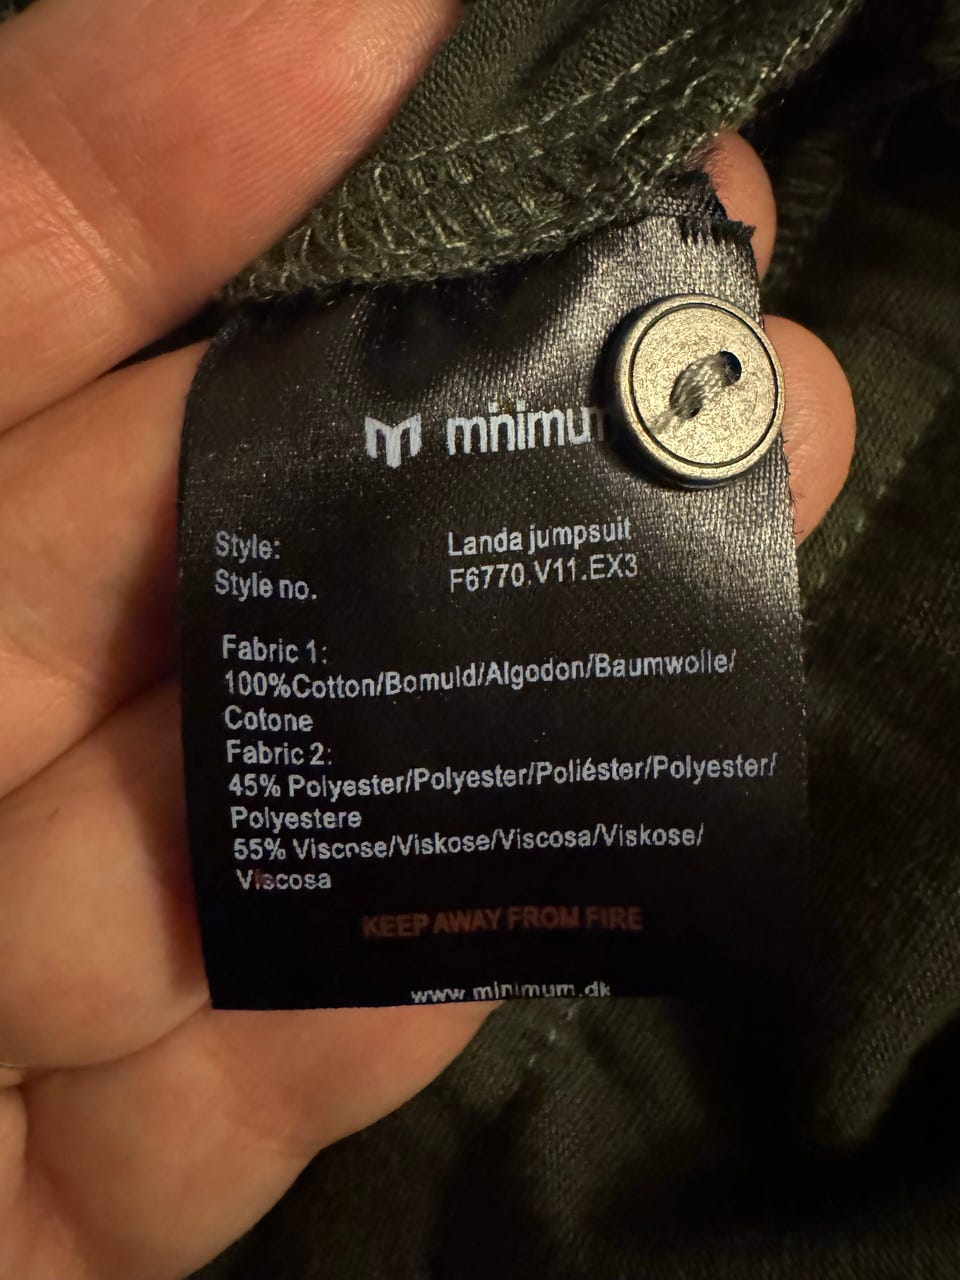 minimum
Style: Landa jumpsuit
Style no. F6770.V11.EX3
Fabric 1:
100%Cotton/Bomuld/Algodon/Baumwolle/
Cotone
Fabric 2:
45% Polyester/Polyester/Poliéster/Polyester/
Polyestere
55% Viscose/Viskose/Viscosa/Viskose/
Viscosa
KEEP AWAY FROM FIRE
www.minimum.dk